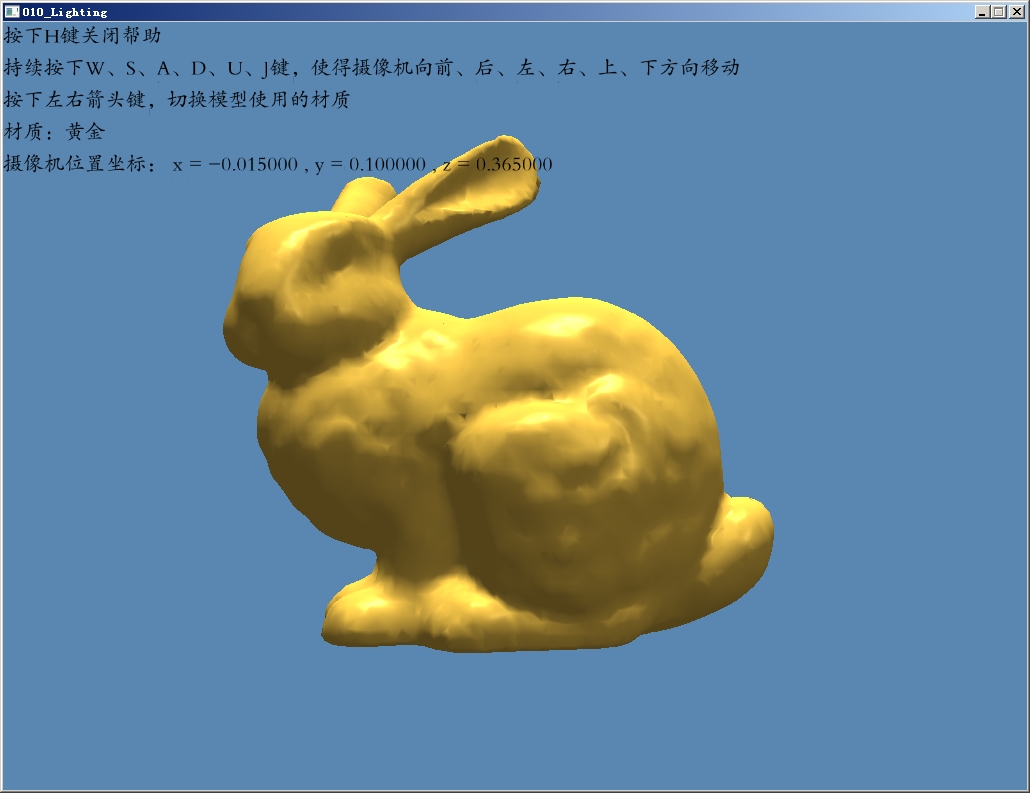 010_Lighting
按下H键关闭帮助
持续按下W、S、A、D、U、J键，使得摄像机向前、后、左、右、上、下方向移动
按下左右箭头键，切换模型使用的材质
材质：黄金
摄像机位置坐标： x = −0.015000 , y = 0.100000 , z = 0.365000